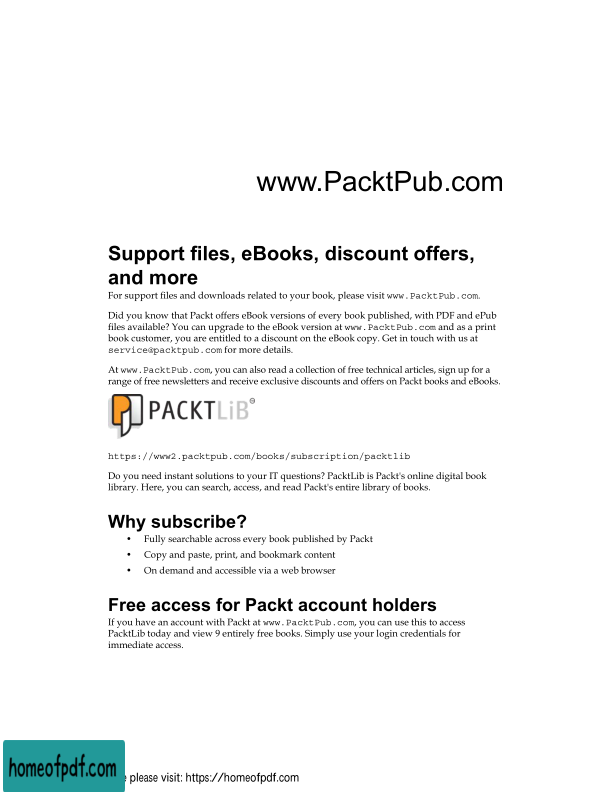 www.PacktPub.com
Support files, eBooks, discount offers,
and more
For support files and downloads related to your book, please visit www.PacktPub.com.
Did you know that Packt offers eBook versions of every book published, with PDF and ePub
files available? You can upgrade to the eBook version at www.PacktPub.com and as a print
book customer, you are entitled to a discount on the eBook copy. Get in touch with us at
service@packtpub.com for more details.
At www.PacktPub.com, you can also read a collection of free technical articles, sign up for a
range of free newsletters and receive exclusive discounts and offers on Packt books and eBooks.
PACKTLiB®
https://www2.packtpub.com/books/subscription/packtlib
Do you need instant solutions to your IT questions? PacktLib is Packt's online digital book
library. Here, you can search, access, and read Packt's entire library of books.
Why subscribe?
• Fully searchable across every book published by Packt
• Copy and paste, print, and bookmark content
• On demand and accessible via a web browser
Free access for Packt account holders
If you have an account with Packt at www.PacktPub.com, you can use this to access
PacktLib today and view 9 entirely free books. Simply use your login credentials for
immediate access.
homeofpdf.com
please visit: https://homeofpdf.com